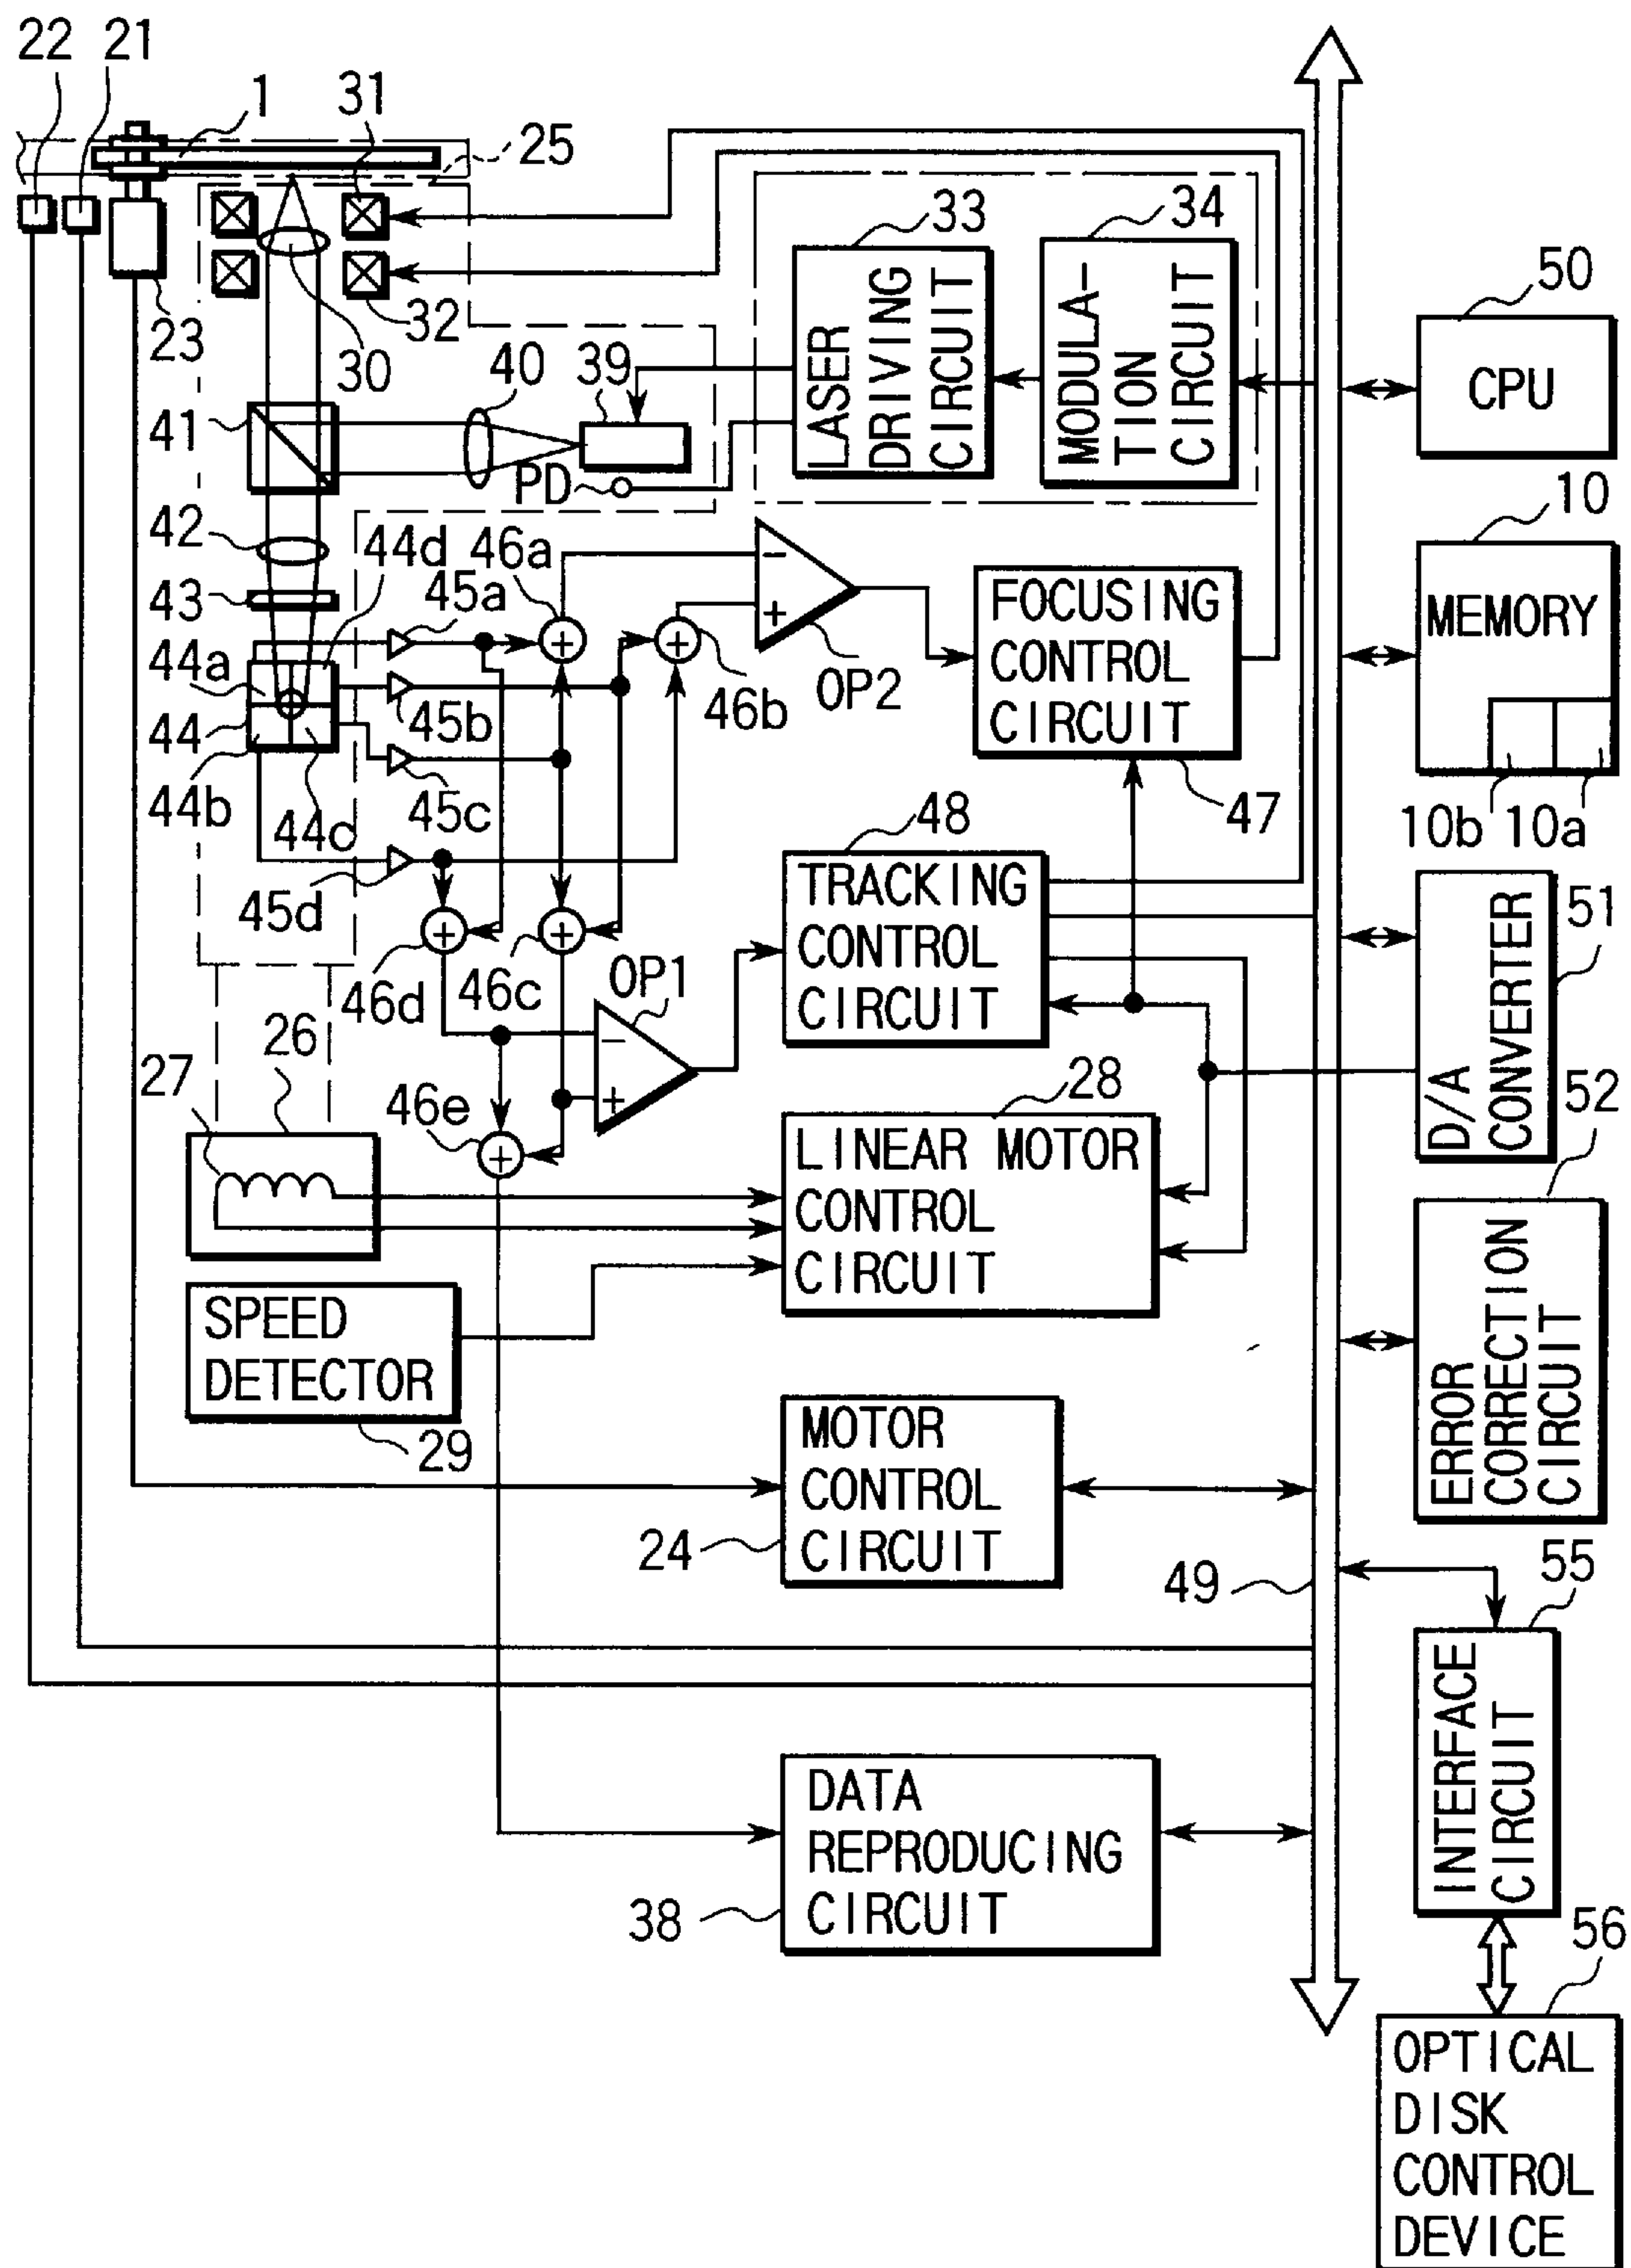 22
21
1
31
25
33
34
LASER
DRIVING
CIRCUIT
MODULA-
TION
CIRCUIT
50
CPU
23
32
30
40
39
41
PD
10
MEMORY
10b
10a
42
43
44d
46a
45a
44a
44
45b
46b
OP2
FOCUSING
CONTROL
CIRCUIT
47
44b
44c
45c
45d
48
TRACKING
CONTROL
CIRCUIT
51
D/A
CONVERTER
46d
46c
OP1
26
27
46e
28
LINEAR MOTOR
CONTROL
CIRCUIT
52
ERROR
CORRECTION
CIRCUIT
SPEED
DETECTOR
29
MOTOR
CONTROL
CIRCUIT
24
49
55
INTERFACE
CIRCUIT
DATA
REPRODUCING
CIRCUIT
38
56
OPTICAL
DISK
CONTROL
DEVICE
+
+
-
+
+
+
-
+
+